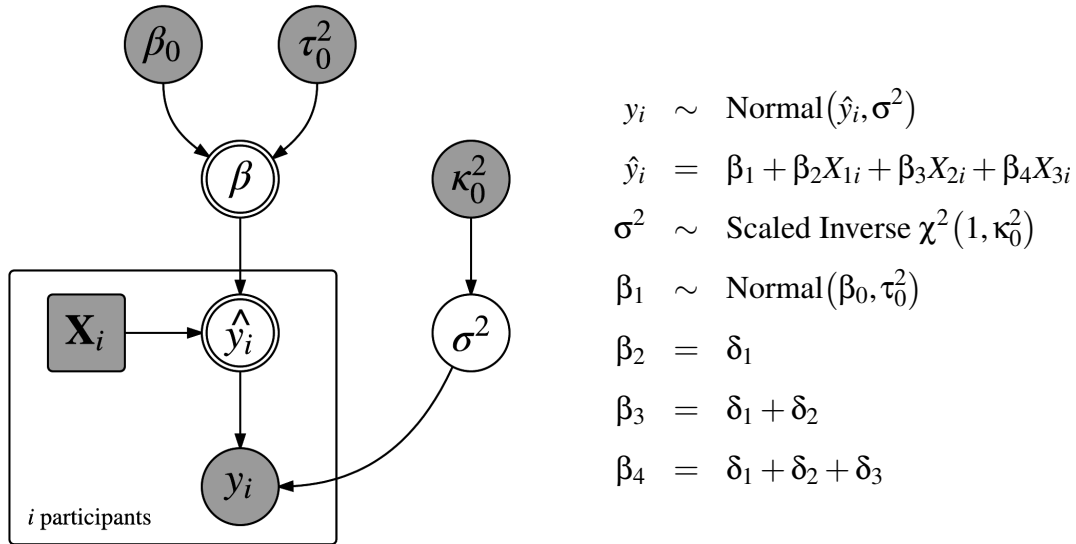 β₀
τ₀²
β
κ₀²
𝐗ᵢ
ŷᵢ
σ²
yᵢ
i participants
yᵢ ∼ Normal(ŷᵢ, σ²)
ŷᵢ = β₁ + β₂X₁ᵢ + β₃X₂ᵢ + β₄X₃ᵢ
σ² ∼ Scaled Inverse χ²(1, κ₀²)
β₁ ∼ Normal(β₀, τ₀²)
β₂ = δ₁
β₃ = δ₁ + δ₂
β₄ = δ₁ + δ₂ + δ₃